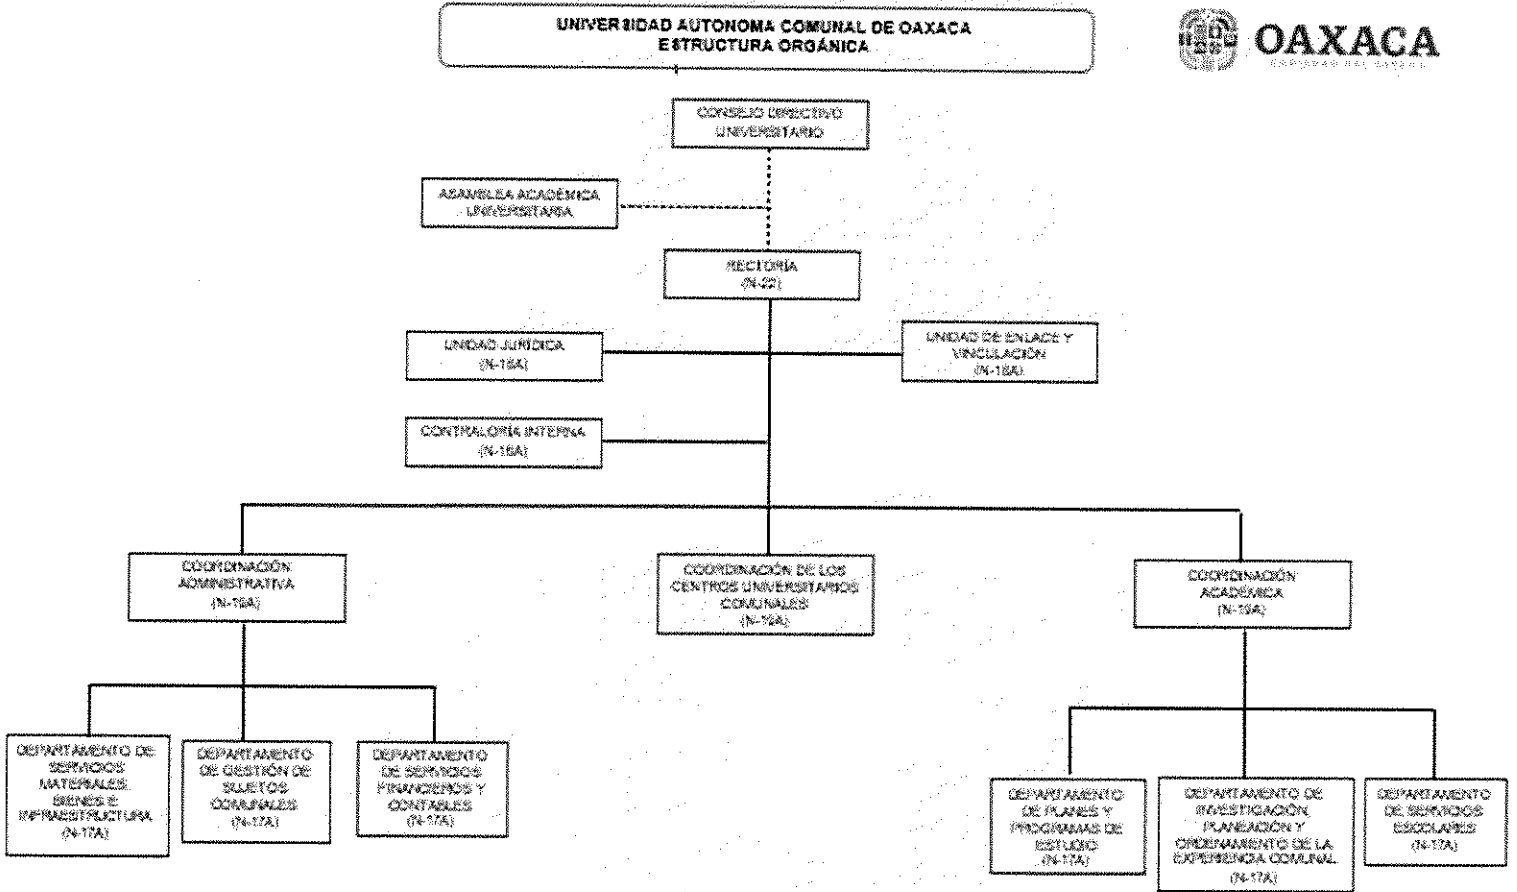 UNIVERSIDAD AUTONOMA COMUNAL DE OAXACA
ESTRUCTURA ORGÁNICA
OAXACA
CONSEJO DIRECTIVO
UNIVERSITARIO
ASAMBLEA ACADÉMICA
UNIVERSITARIA
RECTORÍA
UNIDAD JURÍDICA
UNIDAD DE ENLACE Y
VINCULACIÓN
CONTRALORÍA INTERNA
COORDINACIÓN
ADMINISTRATIVA
(N-19A)
COORDINACIÓN DE LOS
CENTROS UNIVERSITARIOS
COMUNALES
(N-19A)
COORDINACIÓN
ACADÉMICA
(N-19A)
DEPARTAMENTO DE
SERVICIOS
MATERIALES,
BIENES E
INFRAESTRUCTURA
(N-17A)
DEPARTAMENTO
DE GESTIÓN DE
SUJETOS
COMUNALES
(N-17A)
DEPARTAMENTO
DE SERVICIOS
FINANCIEROS Y
CONTABLES
(N-17A)
DEPARTAMENTO
DE PLANES Y
PROGRAMAS DE
ESTUDIO
(N-17A)
DEPARTAMENTO DE
INVESTIGACIÓN,
PLANEACIÓN Y
ORDENAMIENTO DE LA
EXPERIENCIA COMUNAL
(N-17A)
DEPARTAMENTO
DE SERVICIOS
ESCOLARES
(N-17A)